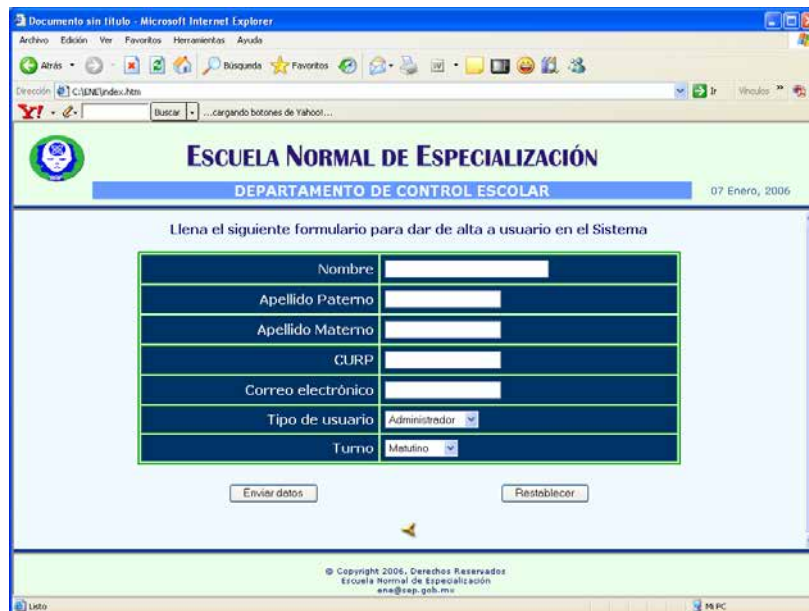 Documento sin título - Microsoft Internet Explorer
Archivo Edición Ver Favoritos Herramientas Ayuda
Atrás Búsqueda Favoritos
Dirección C:\ENE\index.htm Ir Vínculos »
Y! Buscar ...cargando botones de Yahoo!...
ESCUELA NORMAL DE ESPECIALIZACIÓN
DEPARTAMENTO DE CONTROL ESCOLAR 07 Enero, 2006
Llena el siguiente formulario para dar de alta a usuario en el Sistema
Nombre
Apellido Paterno
Apellido Materno
CURP
Correo electrónico
Tipo de usuario Administrador
Turno Matutino
Enviar datos Restablecer
© Copyright 2006. Derechos Reservados
Escuela Normal de Especialización
ene@sep.gob.mx
Listo Mi PC